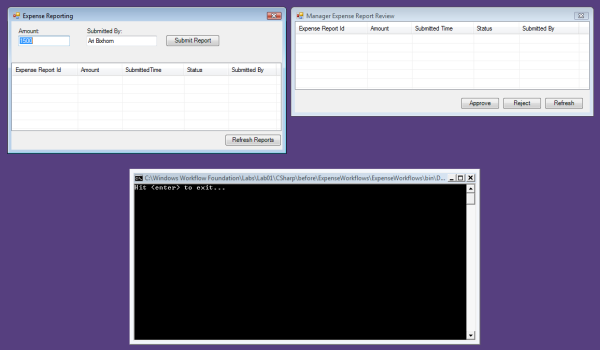 Expense Reporting
Amount: Submitted By:
1500 Ari Bixhorn Submit Report
Expense Report Id Amount SubmittedTime Status Submitted By
Refresh Reports
Manager Expense Report Review
Expense Report Id Amount Submitted Time Status Submitted By
Approve Reject Refresh
C:\Windows Workflow Foundation\Labs\Lab01\CSharp\before\ExpenseWorkflows\ExpenseWorkflows\bin\D...
Hit <enter> to exit...